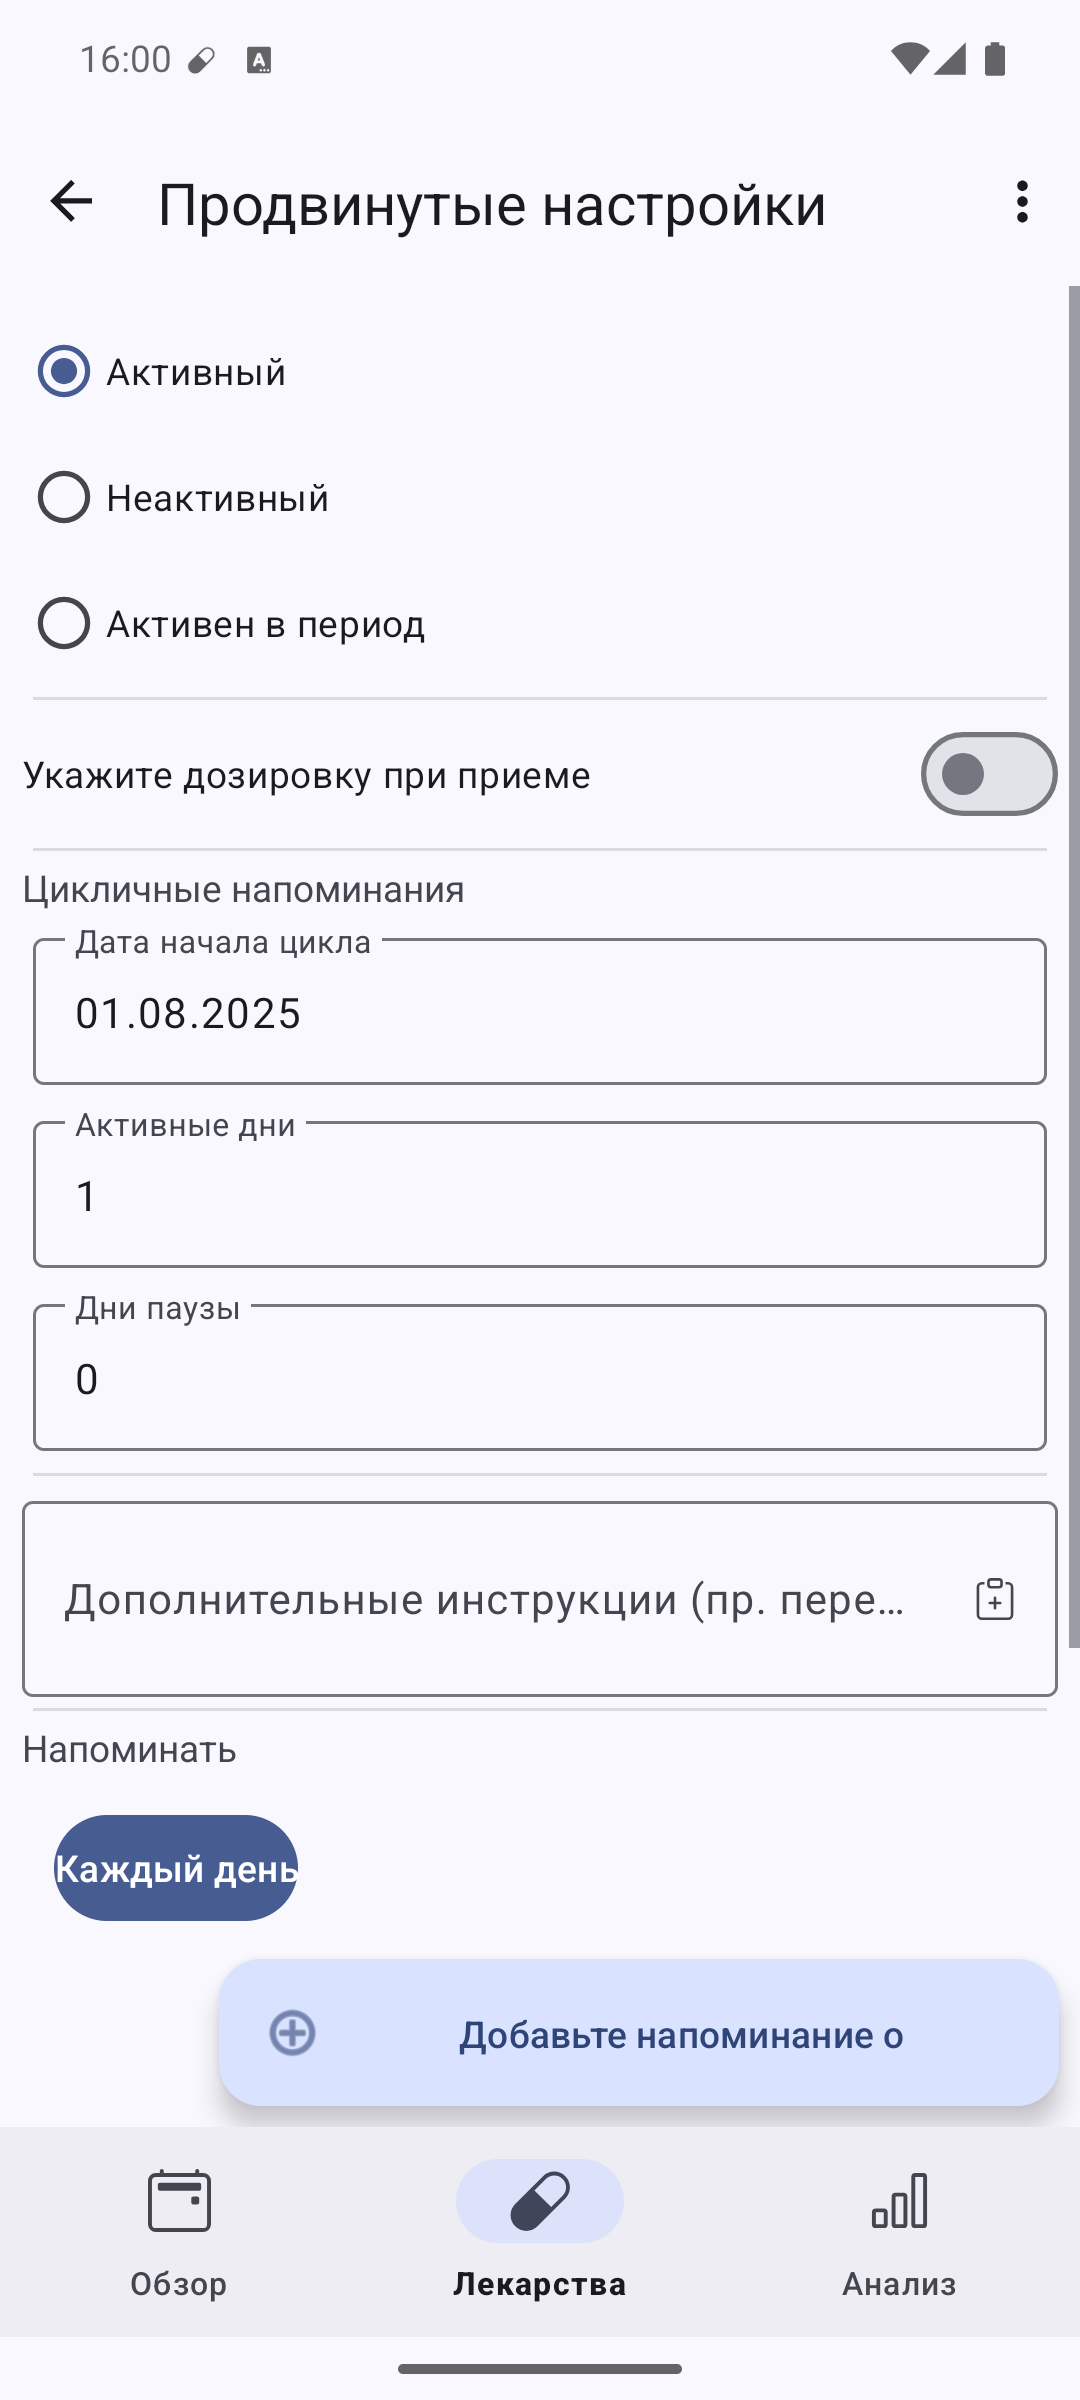 16:00
Продвинутые настройки
Активный
Неактивный
Активен в период
Укажите дозировку при приеме
Цикличные напоминания
Дата начала цикла
01.08.2025
Активные дни
1
Дни паузы
0
Дополнительные инструкции (пр. пере…
Напоминать
Каждый день
Добавьте напоминание о
Обзор
Лекарства
Анализ